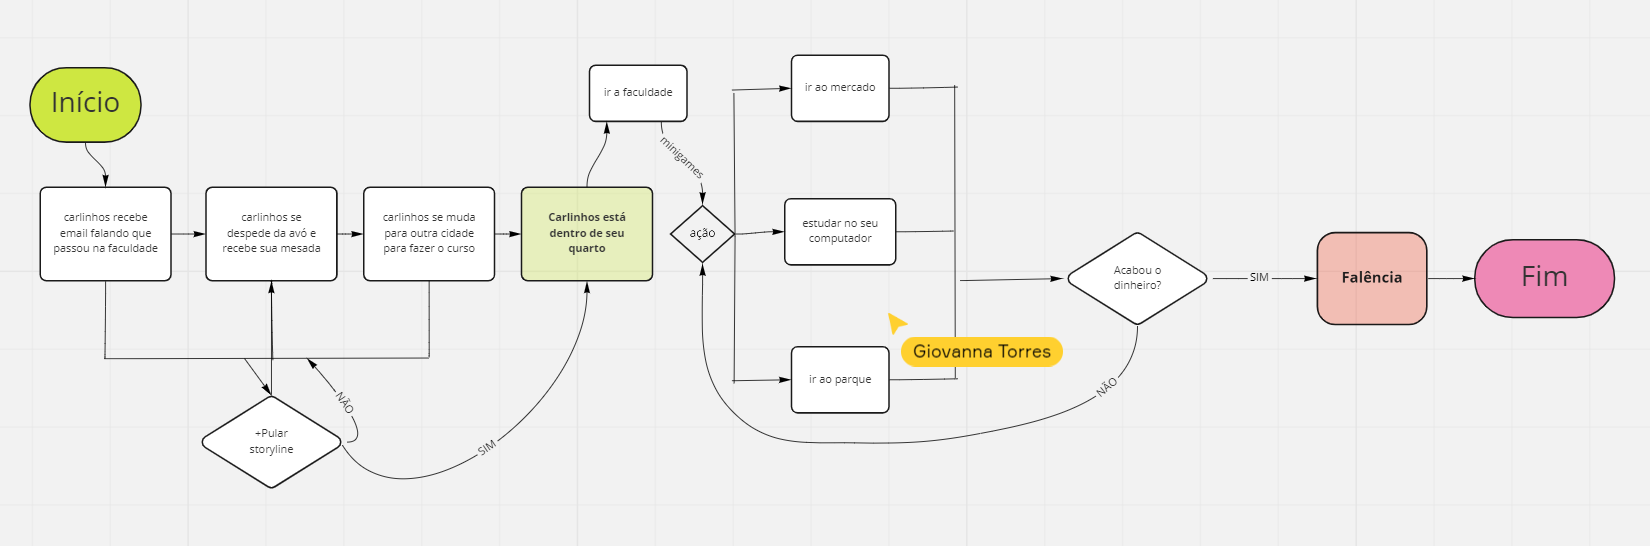 Início
carlinhos recebe
email falando que
passou na faculdade
carlinhos se
despede da avó e
recebe sua mesada
carlinhos se muda
para outra cidade
para fazer o curso
Carlinhos está
dentro de seu
quarto
+Pular
storyline
NÃO
SIM
ir a faculdade
minigames
ação
ir ao mercado
estudar no seu
computador
ir ao parque
Giovanna Torres
Acabou o
dinheiro?
NÃO
SIM
Falência
Fim